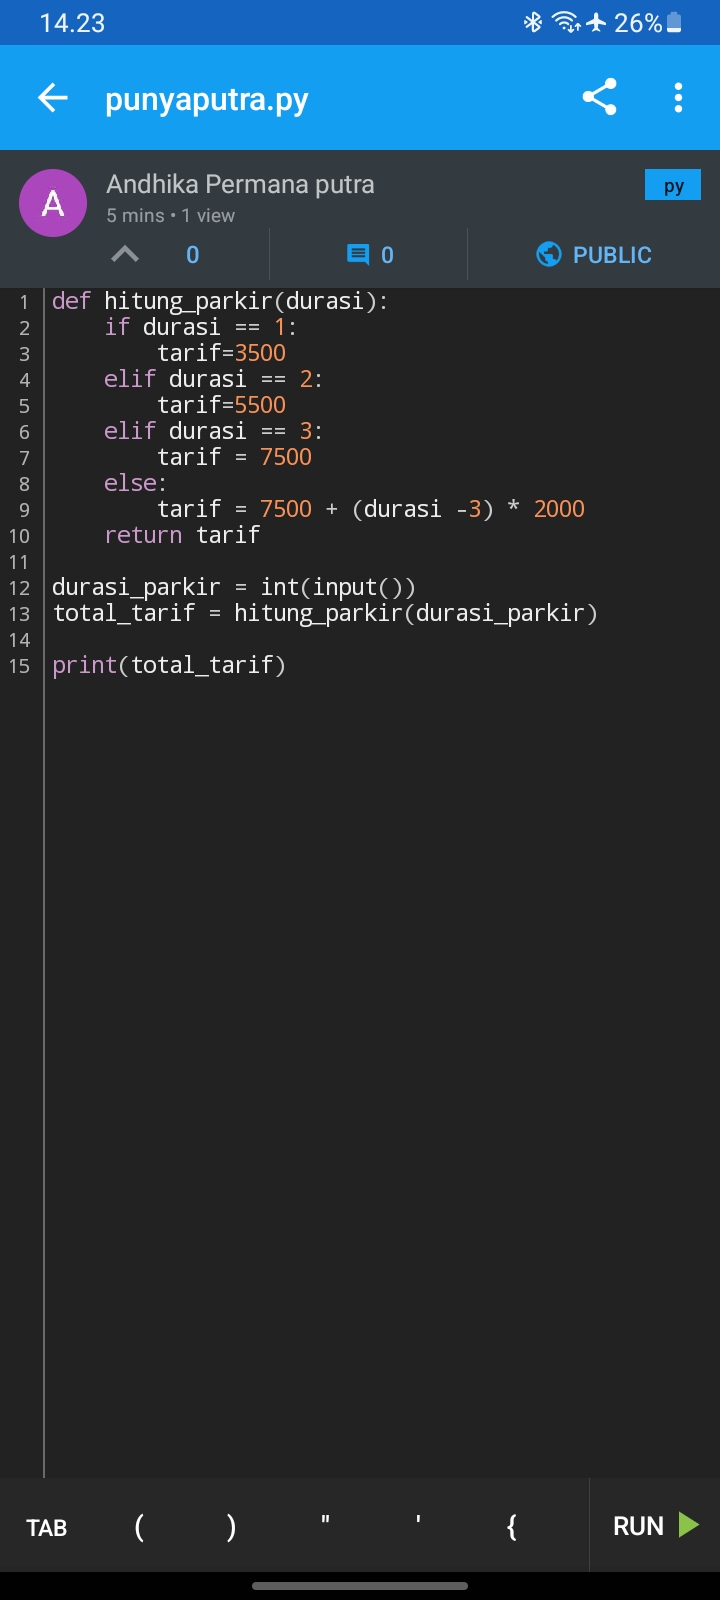 14.23 26%
punyaputra.py
A Andhika Permana putra py
5 mins • 1 view
0 0 PUBLIC
1 def hitung_parkir(durasi):
2     if durasi == 1:
3         tarif=3500
4     elif durasi == 2:
5         tarif=5500
6     elif durasi == 3:
7         tarif = 7500
8     else:
9         tarif = 7500 + (durasi -3) * 2000
10     return tarif
11
12 durasi_parkir = int(input())
13 total_tarif = hitung_parkir(durasi_parkir)
14
15 print(total_tarif)
TAB ( ) " ' { RUN